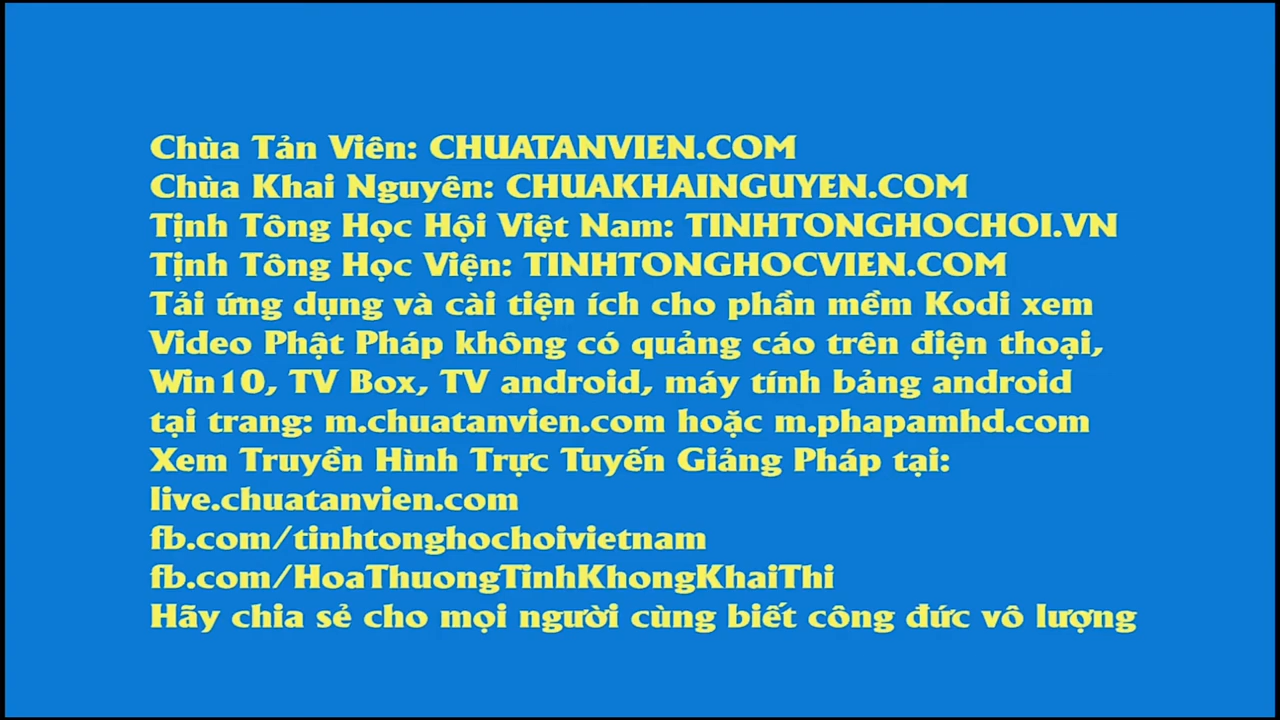 Chùa Tản Viên: CHUATANVIEN.COM
Chùa Khai Nguyên: CHUAKHAINGUYEN.COM
Tịnh Tông Học Hội Việt Nam: TINHTONGHOCHOI.VN
Tịnh Tông Học Viện: TINHTONGHOCVIEN.COM
Tải ứng dụng và cài tiện ích cho phần mềm Kodi xem
Video Phật Pháp không có quảng cáo trên điện thoại,
Win10, TV Box, TV android, máy tính bảng android
tại trang: m.chuatanvien.com hoặc m.phapamhd.com
Xem Truyền Hình Trực Tuyến Giảng Pháp tại:
live.chuatanvien.com
fb.com/tinhtonghochoivietnam
fb.com/HoaThuongTinhKhongKhaiThi
Hãy chia sẻ cho mọi người cùng biết công đức vô lượng